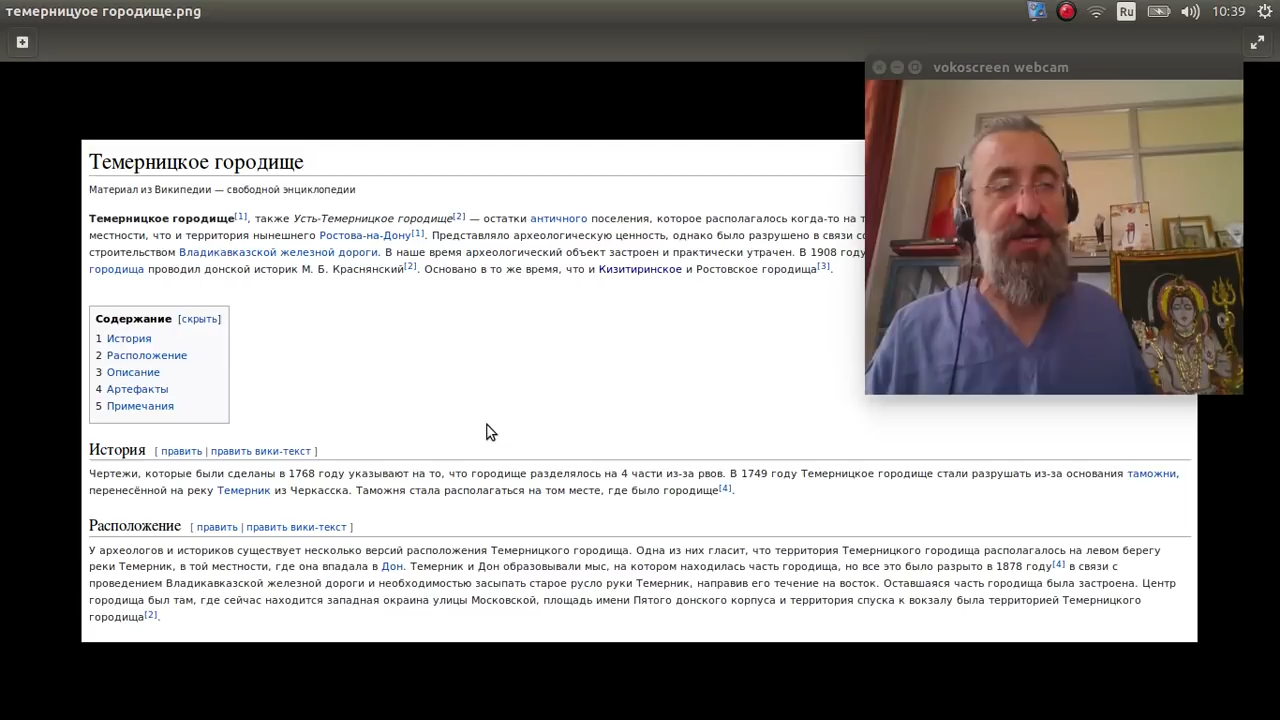 темерницуое городище.png
Ru
10:39
vokoscreen webcam
Темерницкое городище
Материал из Википедии — свободной энциклопедии
Темерницкое городище[1], также Усть-Темерницкое городище[2] — остатки античного поселения, которое располагалось когда-то на т
местности, что и территория нынешнего Ростова-на-Дону[1]. Представляло археологическую ценность, однако было разрушено в связи со
строительством Владикавказской железной дороги. В наше время археологический объект застроен и практически утрачен. В 1908 году
городища проводил донской историк М. Б. Краснянский[2]. Основано в то же время, что и Кизитиринское и Ростовское городища[3].
Содержание [скрыть]
1 История
2 Расположение
3 Описание
4 Артефакты
5 Примечания
История [ править | править вики-текст ]
Чертежи, которые были сделаны в 1768 году указывают на то, что городище разделялось на 4 части из-за рвов. В 1749 году Темерницкое городище стали разрушать из-за основания таможни,
перенесённой на реку Темерник из Черкасска. Таможня стала располагаться на том месте, где было городище[4].
Расположение [ править | править вики-текст ]
У археологов и историков существует несколько версий расположения Темерницкого городища. Одна из них гласит, что территория Темерницкого городища располагалось на левом берегу
реки Темерник, в той местности, где она впадала в Дон. Темерник и Дон образовывали мыс, на котором находилась часть городища, но все это было разрыто в 1878 году[4] в связи с
проведением Владикавказской железной дороги и необходимостью засыпать старое русло руки Темерник, направив его течение на восток. Оставшаяся часть городища была застроена. Центр
городища был там, где сейчас находится западная окраина улицы Московской, площадь имени Пятого донского корпуса и территория спуска к вокзалу была территорией Темерницкого
городища[2].